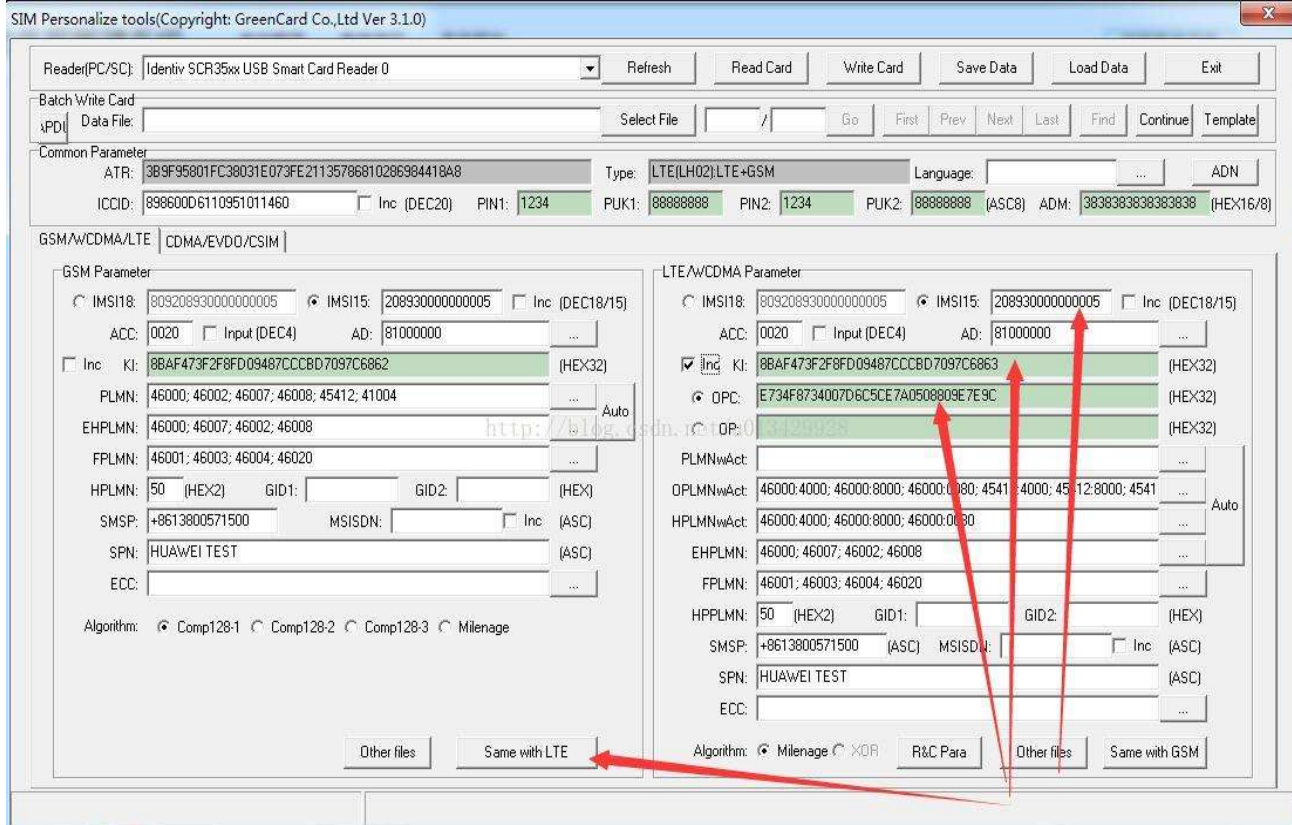 SIM Personalize tools(Copyright: GreenCard Co.,Ltd Ver 3.1.0)
Reader(PC/SC): Identiv SCR35xx USB Smart Card Reader 0 Refresh Read Card Write Card Save Data Load Data Exit
Batch Write Card
Data File: Select File / Go First Prev Next Last Find Continue Template
Common Parameter
ATR: 3B9F95801FC38031E073FE21135786810286984418A8 Type: LTE(LH02):LTE+GSM Language: ... ADN
ICCID: 898600D6110951011460 Inc (DEC20) PIN1: 1234 PUK1: 88888888 PIN2: 1234 PUK2: 88888888 (ASC8) ADM: 3838383838383838 (HEX16/8)
GSM/WCDMA/LTE CDMA/EVDO/CSIM
GSM Parameter
IMSI18: 809208930000000005 IMSI15: 208930000000005 Inc (DEC18/15)
ACC: 0020 Input (DEC4) AD: 81000000 ...
Inc KI: 8BAF473F2F8FD09487CCCBD7097C6862 (HEX32)
PLMN: 46000; 46002; 46007; 46008; 45412; 41004 ... Auto
EHPLMN: 46000; 46007; 46002; 46008 ...
FPLMN: 46001; 46003; 46004; 46020 ...
HPLMN: 50 (HEX2) GID1: GID2: (HEX)
SMSP: +8613800571500 MSISDN: Inc (ASC)
SPN: HUAWEI TEST (ASC)
ECC: ...
Algorithm: Comp128-1 Comp128-2 Comp128-3 Milenage
Other files Same with LTE
LTE/WCDMA Parameter
IMSI18: 809208930000000005 IMSI15: 208930000000005 Inc (DEC18/15)
ACC: 0020 Input (DEC4) AD: 81000000 ...
Inc KI: 8BAF473F2F8FD09487CCCBD7097C6863 (HEX32)
OPC: E734F8734007D6C5CE7A0508809E7E9C (HEX32)
OP: (HEX32)
PLMNwAct: ...
OPLMNwAct: 46000:4000; 46000:8000; 46000:0080; 45412:4000; 45412:8000; 4541 ... Auto
HPLMNwAct: 46000:4000; 46000:8000; 46000:0080 ...
EHPLMN: 46000; 46007; 46002; 46008 ...
FPLMN: 46001; 46003; 46004; 46020 ...
HPPLMN: 50 (HEX2) GID1: GID2: (HEX)
SMSP: +8613800571500 (ASC) MSISDN: Inc (ASC)
SPN: HUAWEI TEST (ASC)
ECC: ...
Algorithm: Milenage XOR R&C Para Other files Same with GSM